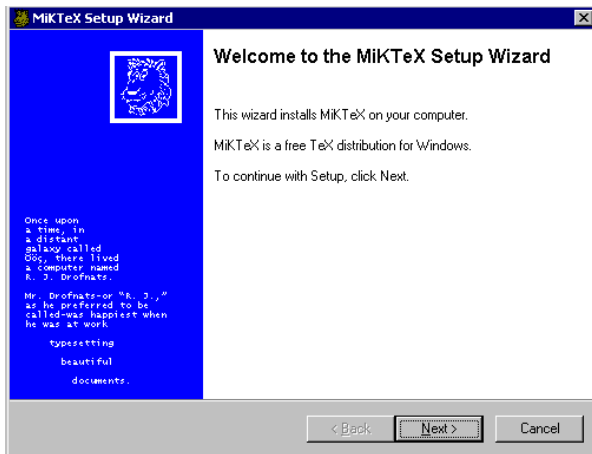 MiKTeX Setup Wizard
Welcome to the MiKTeX Setup Wizard
This wizard installs MiKTeX on your computer.
MiKTeX is a free TeX distribution for Windows.
To continue with Setup, click Next.
Once upon
a time, in
a distant
galaxy called
Ööç, there lived
a computer named
R. J. Drofnats.
Mr. Drofnats-or "R. J.,"
as he preferred to be
called-was happiest when
he was at work
typesetting
beautiful
documents.
< Back
Next >
Cancel